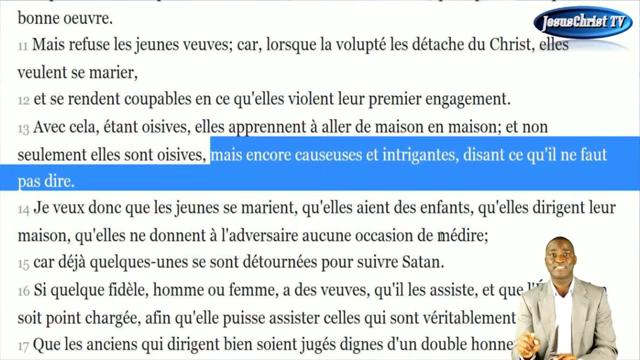 bonne oeuvre.
JesusChrist TV
11 Mais refuse les jeunes veuves; car, lorsque la volupté les détache du Christ, elles
veulent se marier,
12 et se rendent coupables en ce qu'elles violent leur premier engagement.
13 Avec cela, étant oisives, elles apprennent à aller de maison en maison; et non
seulement elles sont oisives, mais encore causeuses et intrigantes, disant ce qu'il ne faut
pas dire.
14 Je veux donc que les jeunes se marient, qu'elles aient des enfants, qu'elles dirigent leur
maison, qu'elles ne donnent à l'adversaire aucune occasion de médire;
15 car déjà quelques-unes se sont détournées pour suivre Satan.
16 Si quelque fidèle, homme ou femme, a des veuves, qu'il les assiste, et que
soit point chargée, afin qu'elle puisse assister celles qui sont véritablement
17 Que les anciens qui dirigent bien soient jugés dignes d'un double